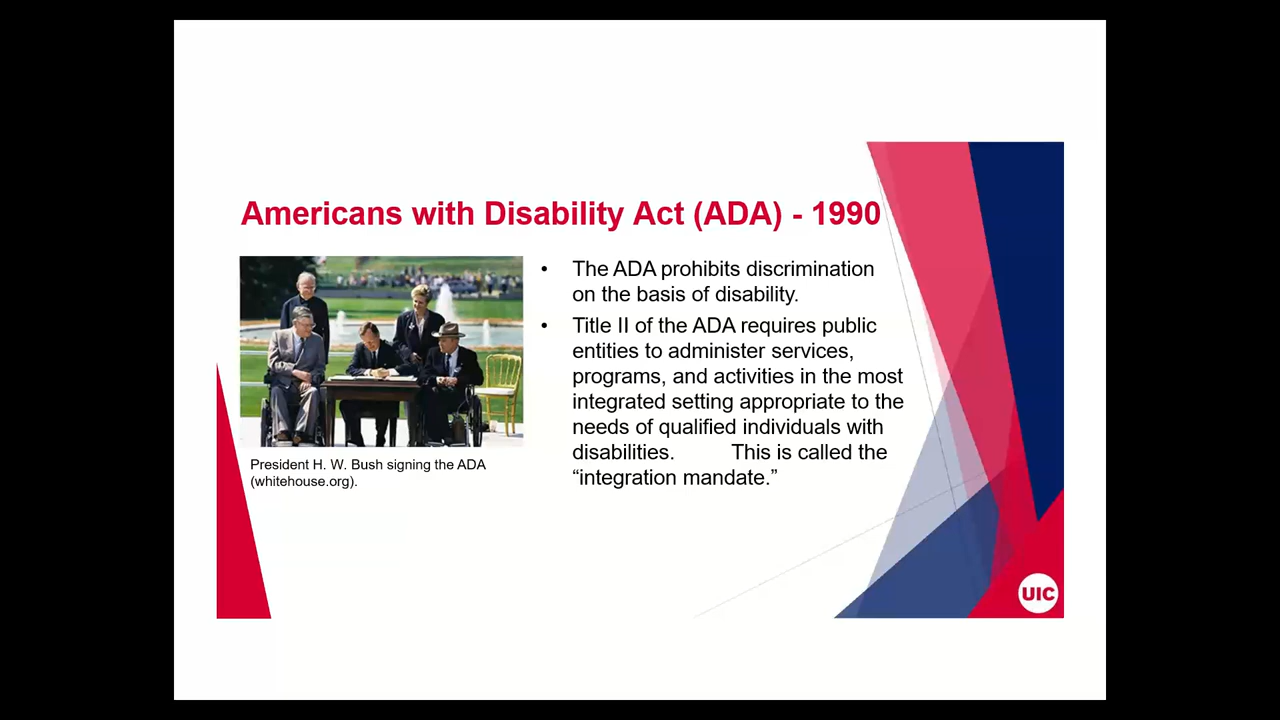 Americans with Disability Act (ADA) - 1990
• The ADA prohibits discrimination
on the basis of disability.
• Title II of the ADA requires public
entities to administer services,
programs, and activities in the most
integrated setting appropriate to the
needs of qualified individuals with
disabilities. This is called the
“integration mandate.”
President H. W. Bush signing the ADA
(whitehouse.org).
UIC